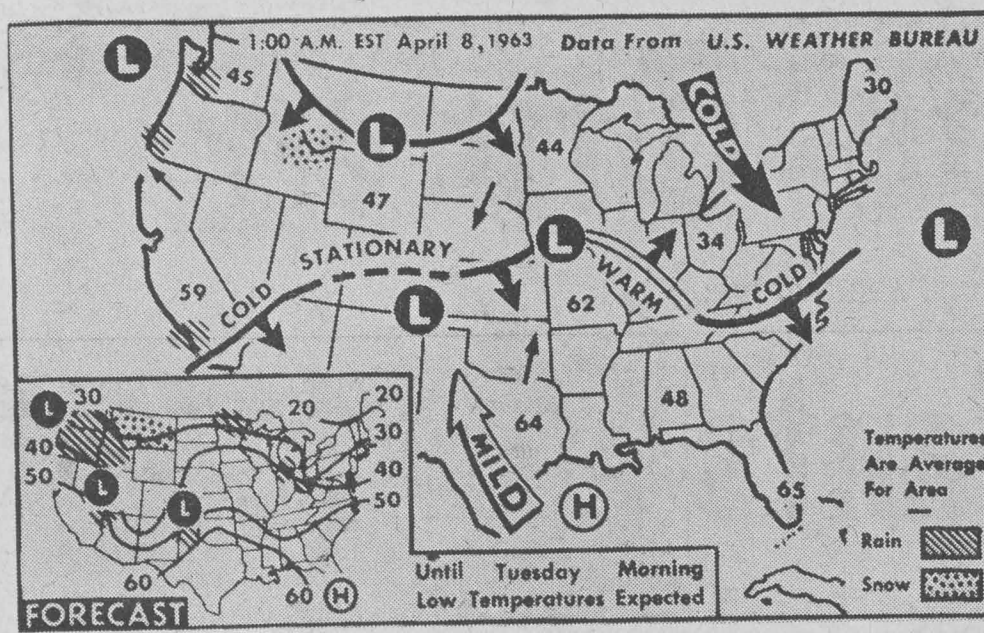 1:00 A.M. EST April 8, 1963 Data From U.S. WEATHER BUREAU
L
45
COLD
30
L
44
47
L
L
34
STATIONARY
WARM
COLD
59
COLD
L
62
48
64
MILD
H
65
Temperatures
Are Average
For Area
Rain
Snow
30
20
20
L
30
40
40
50
L
50
L
60
60
H
FORECAST
Until Tuesday Morning
Low Temperatures Expected